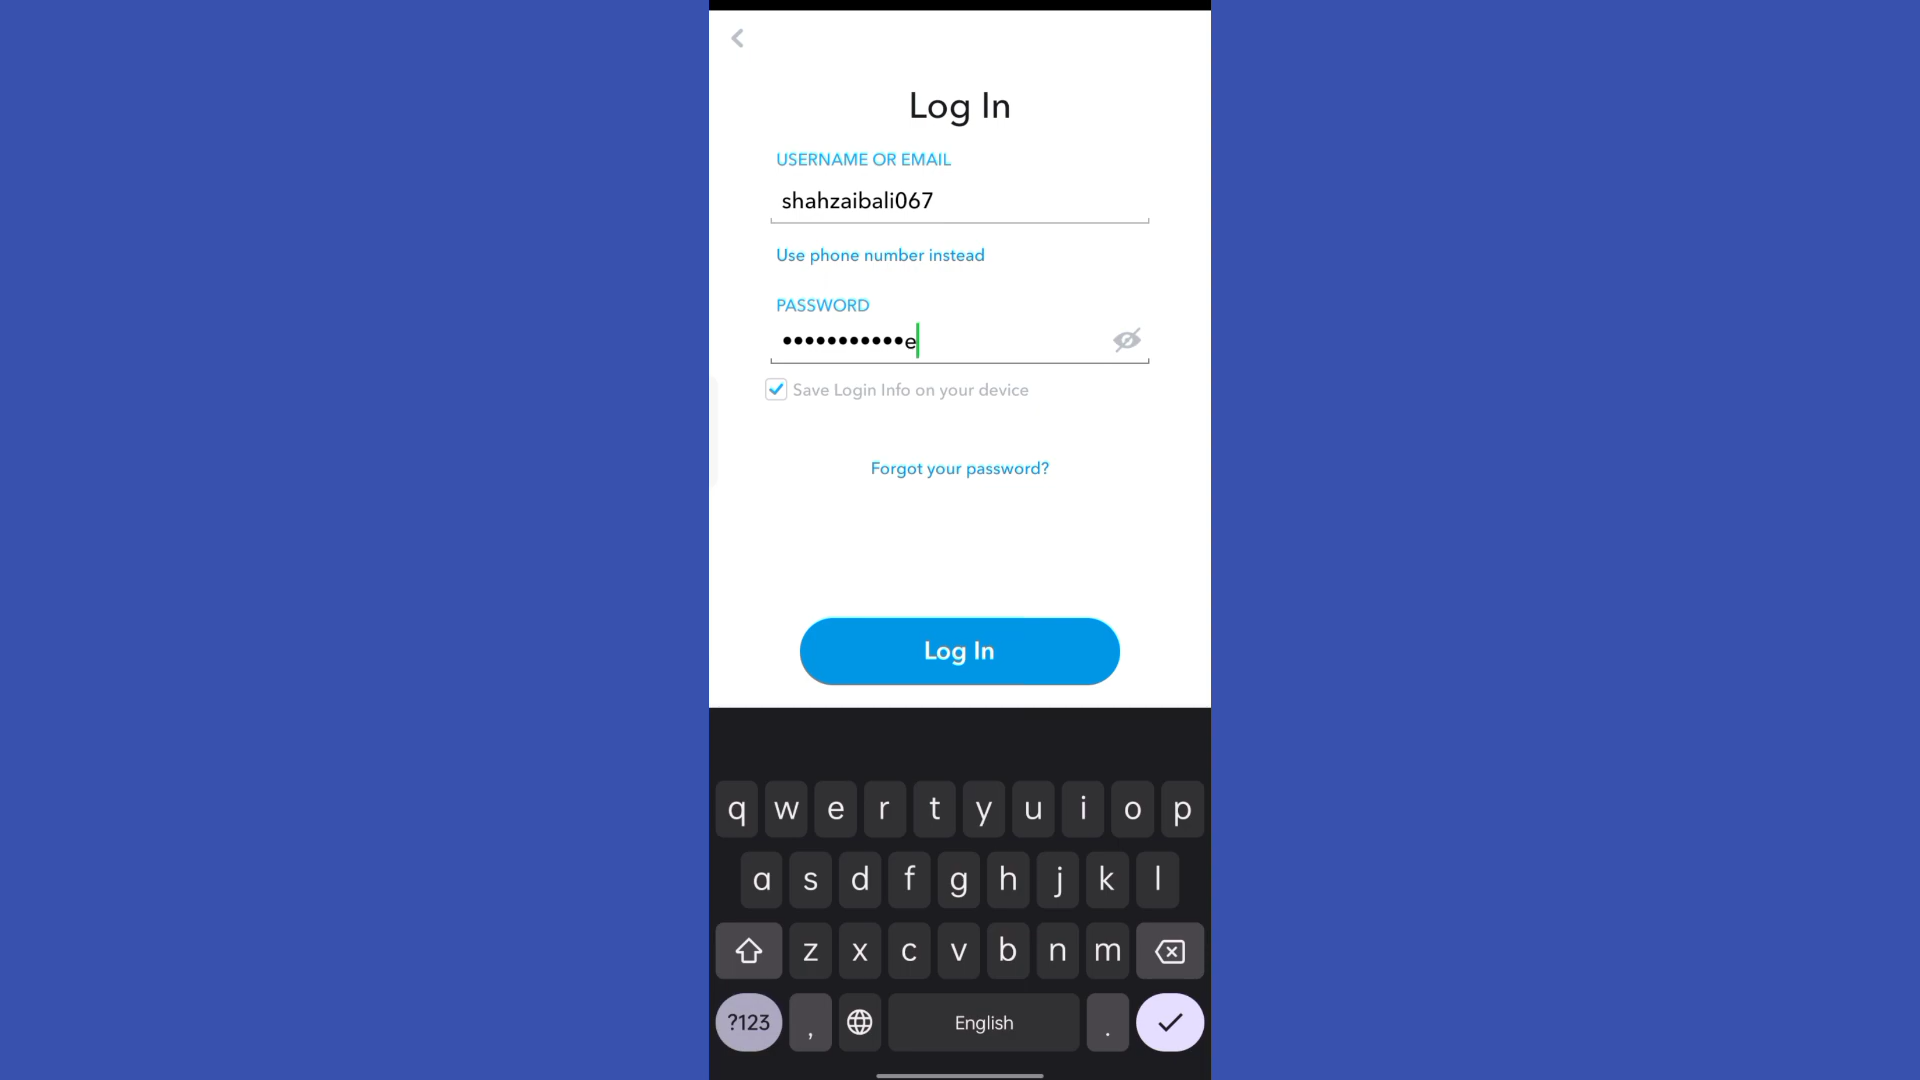 Log In
USERNAME OR EMAIL
shahzaibali067
Use phone number instead
PASSWORD
•••••••••••e
Save Login Info on your device
Forgot your password?
Log In
q w e r t y u i o p
a s d f g h j k l
z x c v b n m
?123 , English .